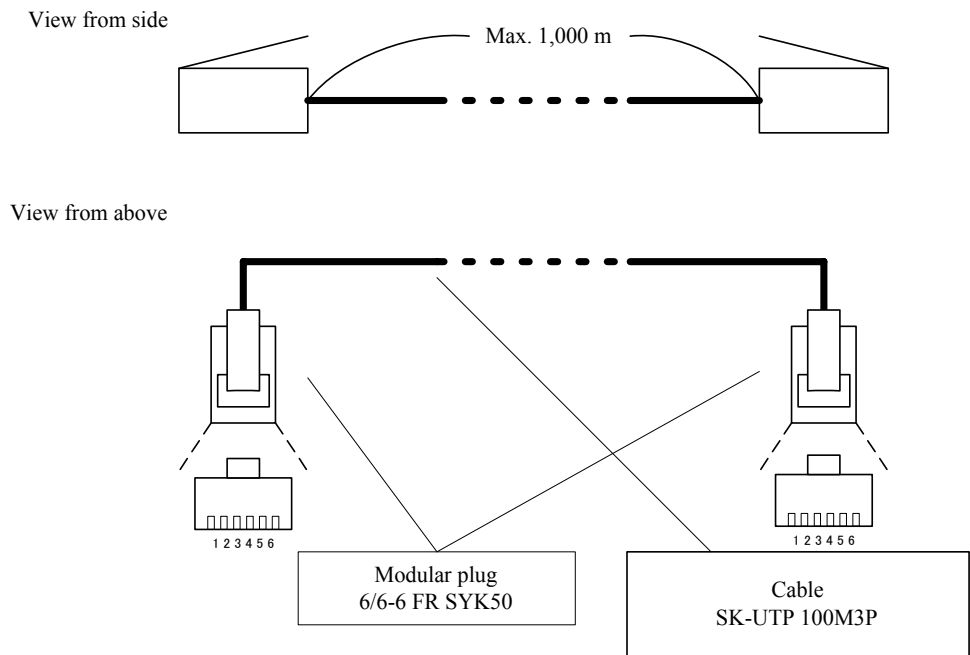 View from side
Max. 1,000 m
View from above
1 2 3 4 5 6
1 2 3 4 5 6
Modular plug
6/6-6 FR SYK50
Cable
SK-UTP 100M3P